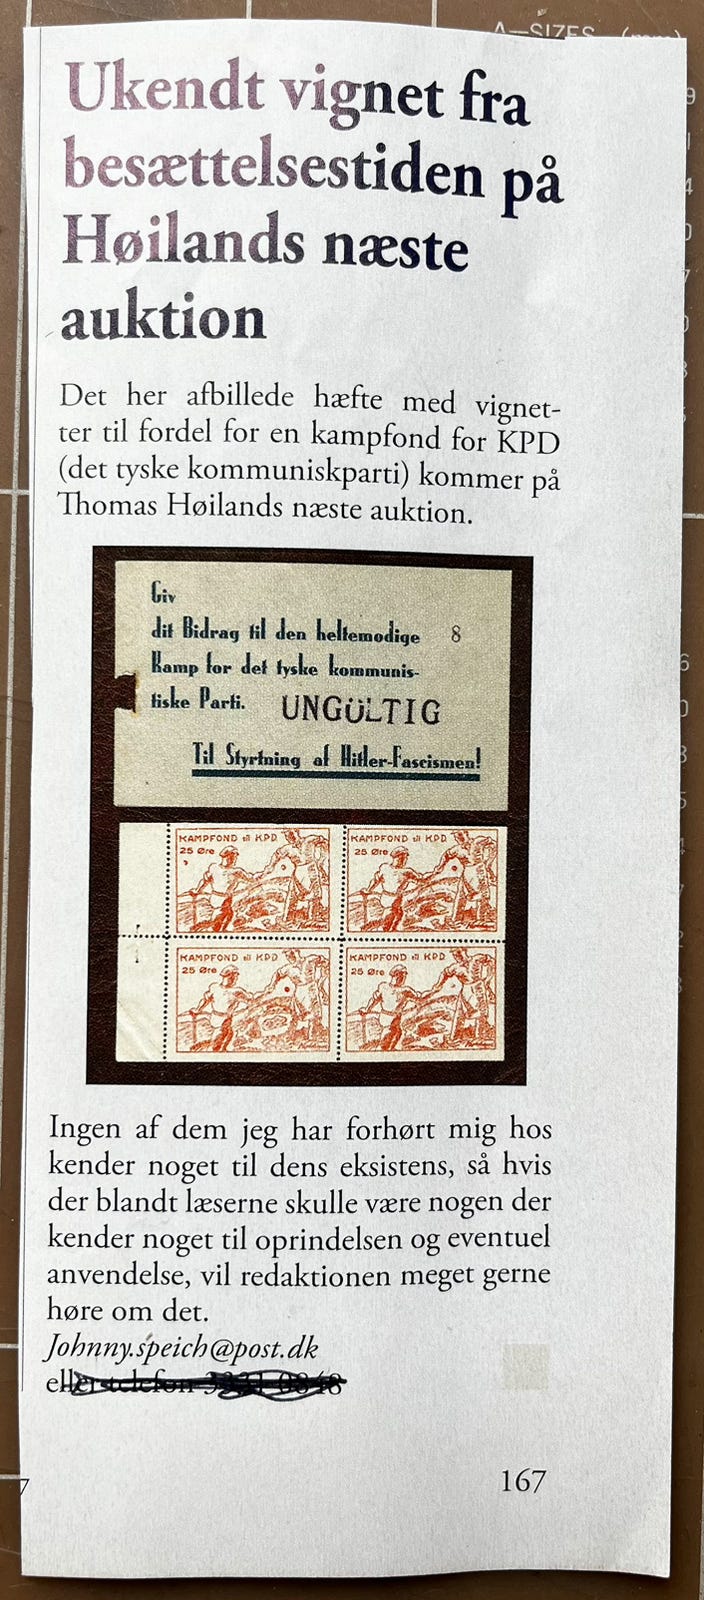 A—SIZES (mm)
Ukendt vignet fra
besættelsestiden på
Høilands næste
auktion
Det her afbillede hæfte med vignet-
ter til fordel for en kampfond for KPD
(det tyske kommuniskparti) kommer på
Thomas Høilands næste auktion.
Giv
dit Bidrag til den heltemodige 8
Kamp for det tyske kommunis-
tiske Parti. UNGÜLTIG
Til Styrtning af Hitler-Fascismen!
KAMPFOND til KPD
25 Øre
KAMPFOND til KPD
25 Øre
KAMPFOND til KPD
25 Øre
KAMPFOND til KPD
25 Øre
Ingen af dem jeg har forhørt mig hos
kender noget til dens eksistens, så hvis
der blandt læserne skulle være nogen der
kender noget til oprindelsen og eventuel
anvendelse, vil redaktionen meget gerne
høre om det.
Johnny.speich@post.dk
eller telefon
167